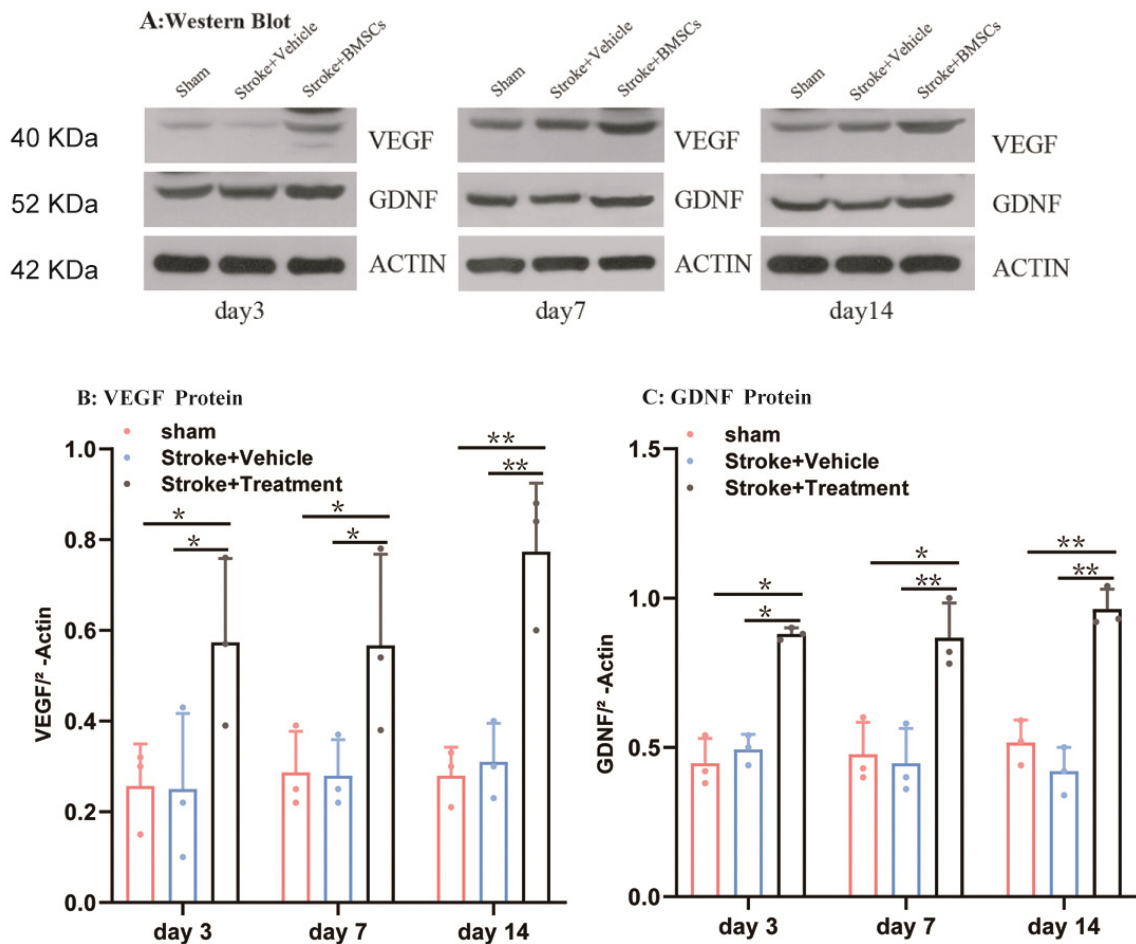 A:Western Blot
Sham Stroke+Vehicle Stroke+BMSCs
Sham Stroke+Vehicle Stroke+BMSCs
Sham Stroke+Vehicle Stroke+BMSCs
40 KDa VEGF VEGF VEGF
52 KDa GDNF GDNF GDNF
42 KDa ACTIN ACTIN ACTIN
day3 day7 day14
B: VEGF Protein
sham
Stroke+Vehicle
Stroke+Treatment
VEGF/² -Actin
1.0
0.8
0.6
0.4
0.2
0.0
* * * * ** **
day 3 day 7 day 14
C: GDNF Protein
sham
Stroke+Vehicle
Stroke+Treatment
GDNF/² -Actin
1.5
1.0
0.5
0.0
* * * ** ** **
day 3 day 7 day 14